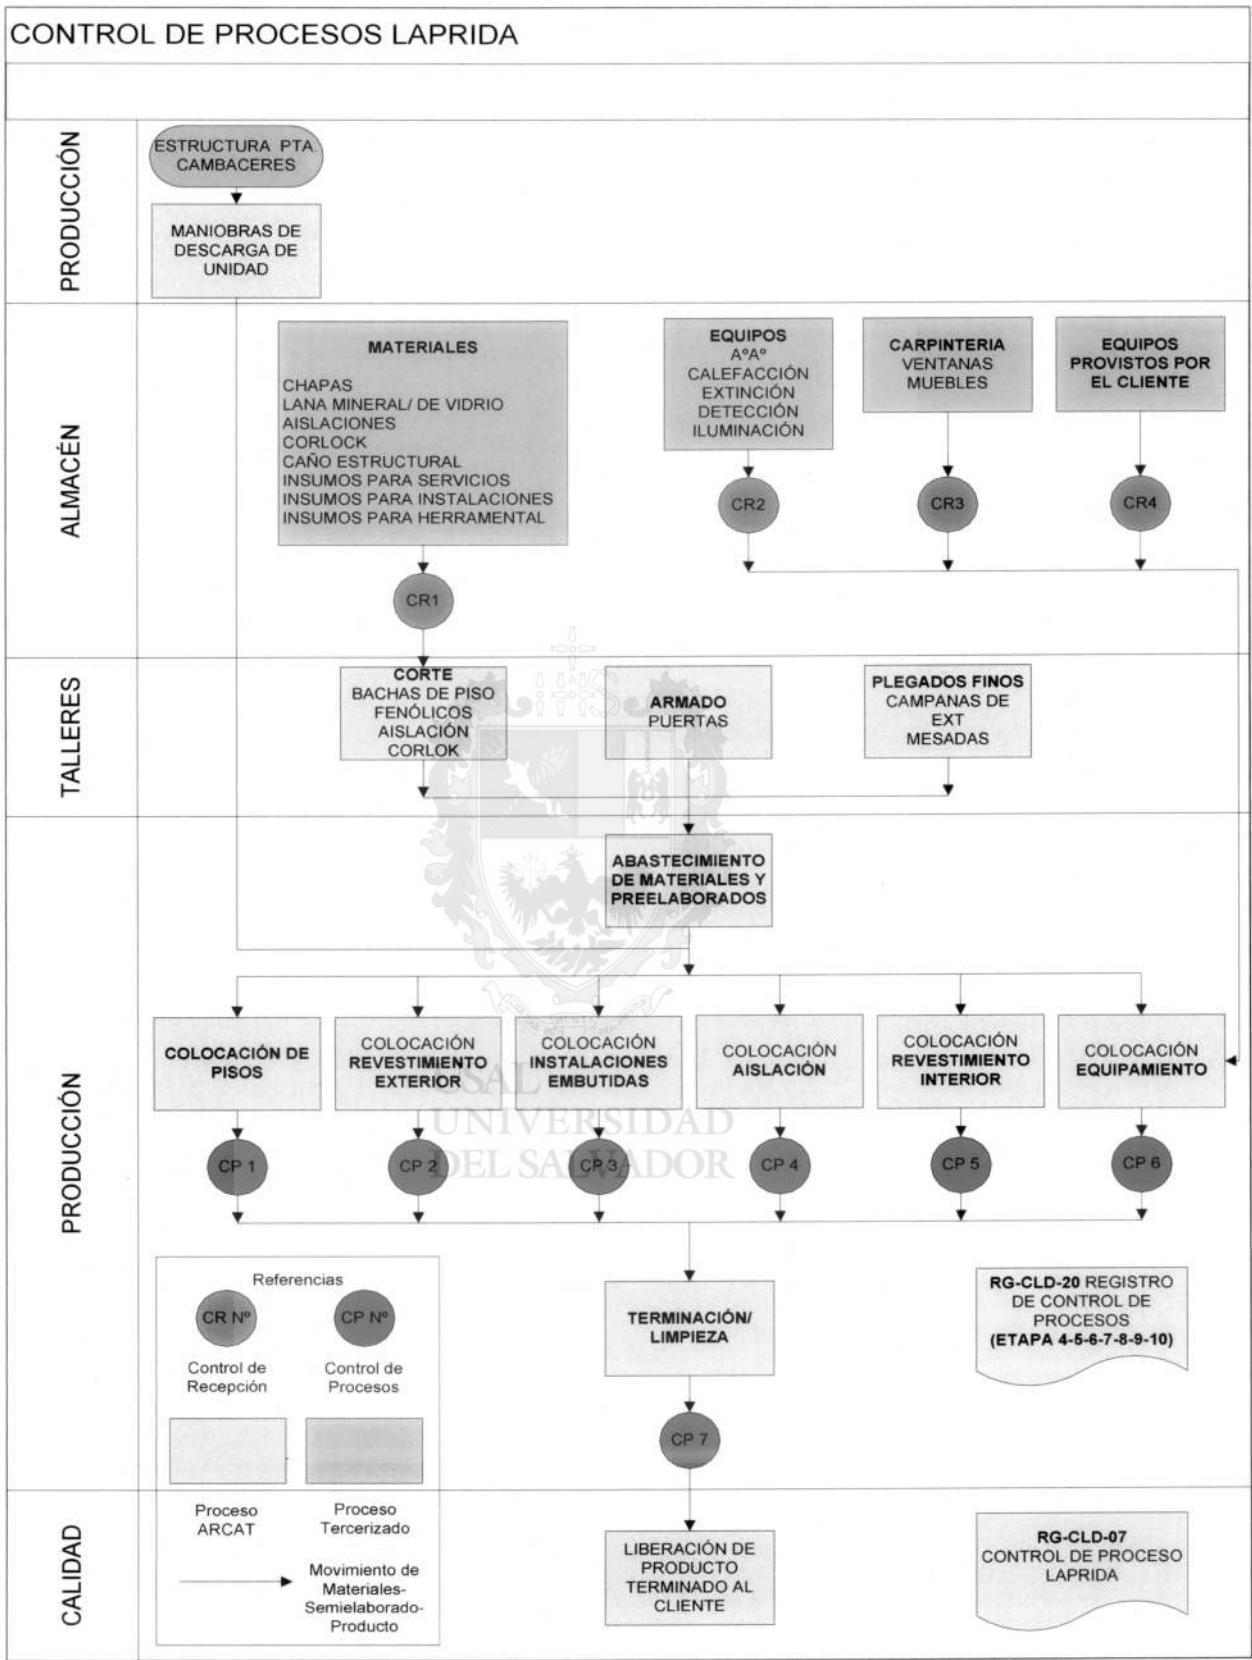 CONTROL DE PROCESOS LAPRIDA
PRODUCCIÓN
ESTRUCTURA PTA.
CAMBACERES
MANIOBRAS DE
DESCARGA DE
UNIDAD
ALMACÉN
MATERIALES
CHAPAS
LANA MINERAL/ DE VIDRIO
AISLACIONES
CORLOCK
CAÑO ESTRUCTURAL
INSUMOS PARA SERVICIOS
INSUMOS PARA INSTALACIONES
INSUMOS PARA HERRAMENTAL
EQUIPOS
AºAº
CALEFACCIÓN
EXTINCIÓN
DETECCIÓN
ILUMINACIÓN
CARPINTERIA
VENTANAS
MUEBLES
EQUIPOS
PROVISTOS POR
EL CLIENTE
CR2
CR3
CR4
CR1
TALLERES
CORTE
BACHAS DE PISO
FENÓLICOS
AISLACIÓN
CORLOK
ARMADO
PUERTAS
PLEGADOS FINOS
CAMPANAS DE
EXT
MESADAS
PRODUCCIÓN
ABASTECIMIENTO
DE MATERIALES Y
PREELABORADOS
COLOCACIÓN DE
PISOS
COLOCACIÓN
REVESTIMIENTO
EXTERIOR
COLOCACIÓN
INSTALACIONES
EMBUTIDAS
COLOCACIÓN
AISLACIÓN
COLOCACIÓN
REVESTIMIENTO
INTERIOR
COLOCACIÓN
EQUIPAMIENTO
USAL
UNIVERSIDAD
DEL SALVADOR
CP 1
CP 2
CP 3
CP 4
CP 5
CP 6
Referencias
CR Nº
CP Nº
Control de
Recepción
Control de
Procesos
Proceso
ARCAT
Proceso
Tercerizado
Movimiento de
Materiales-
Semielaborado-
Producto
TERMINACIÓN/
LIMPIEZA
RG-CLD-20 REGISTRO
DE CONTROL DE
PROCESOS
(ETAPA 4-5-6-7-8-9-10)
CP 7
CALIDAD
LIBERACIÓN DE
PRODUCTO
TERMINADO AL
CLIENTE
RG-CLD-07
CONTROL DE PROCESO
LAPRIDA